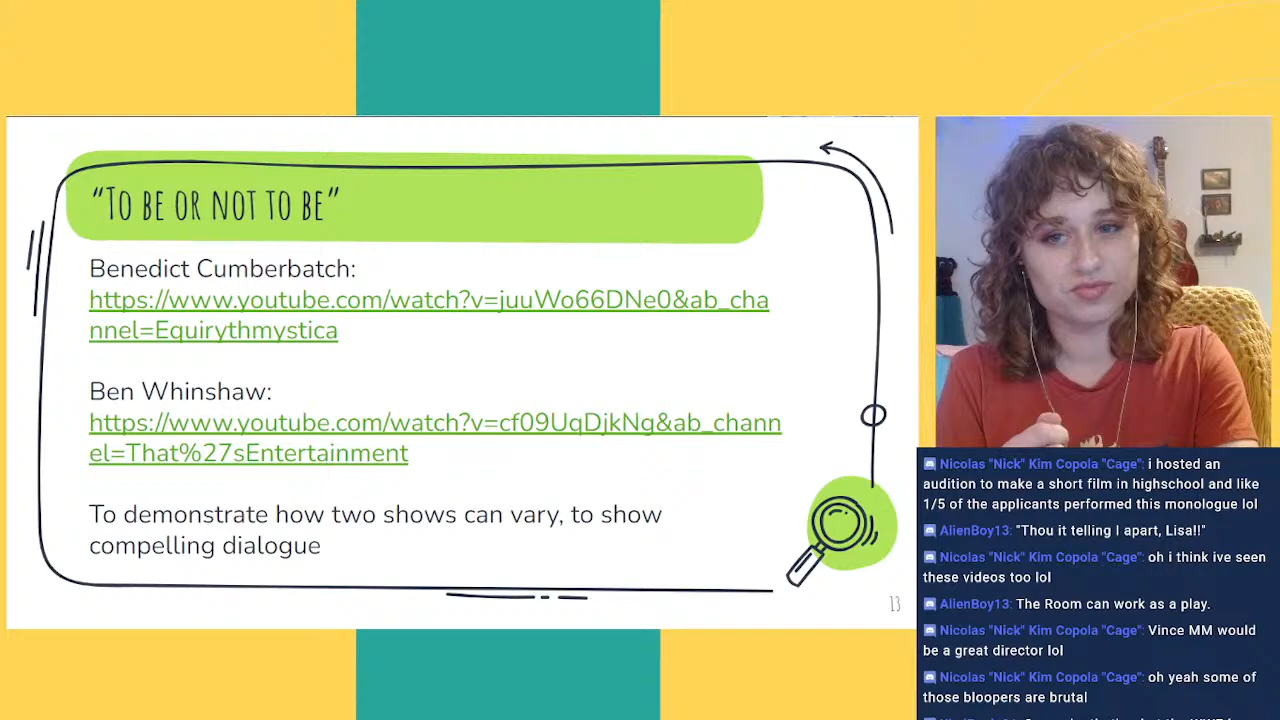 “To be or not to be”
Benedict Cumberbatch:
https://www.youtube.com/watch?v=juuWo66DNe0&ab_cha
nnel=Equirythmystica
Ben Whinshaw:
https://www.youtube.com/watch?v=cf09UqDjkNg&ab_chann
el=That%27sEntertainment
To demonstrate how two shows can vary, to show
compelling dialogue
13
Nicolas "Nick" Kim Copola "Cage": i hosted an
audition to make a short film in highschool and like
1/5 of the applicants performed this monologue lol
AlienBoy13: "Thou it telling I apart, Lisa!!"
Nicolas "Nick" Kim Copola "Cage": oh i think ive seen
these videos too lol
AlienBoy13: The Room can work as a play.
Nicolas "Nick" Kim Copola "Cage": Vince MM would
be a great director lol
Nicolas "Nick" Kim Copola "Cage": oh yeah some of
those bloopers are brutal